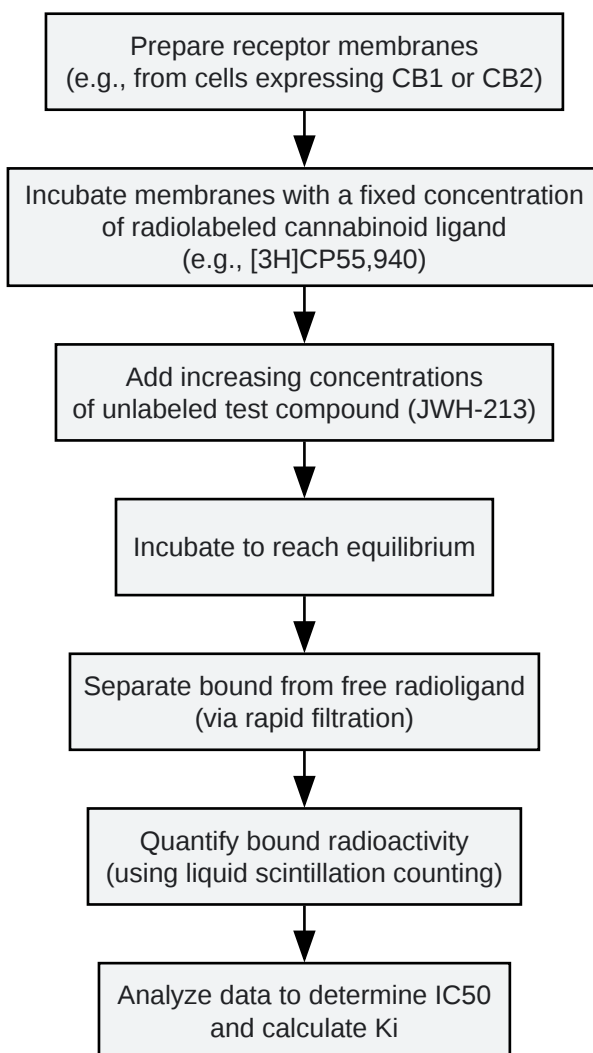 Prepare receptor membranes
(e.g., from cells expressing CB1 or CB2)
Incubate membranes with a fixed concentration
of radiolabeled cannabinoid ligand
(e.g., [3H]CP55,940)
Add increasing concentrations
of unlabeled test compound (JWH-213)
Incubate to reach equilibrium
Separate bound from free radioligand
(via rapid filtration)
Quantify bound radioactivity
(using liquid scintillation counting)
Analyze data to determine IC50
and calculate Ki